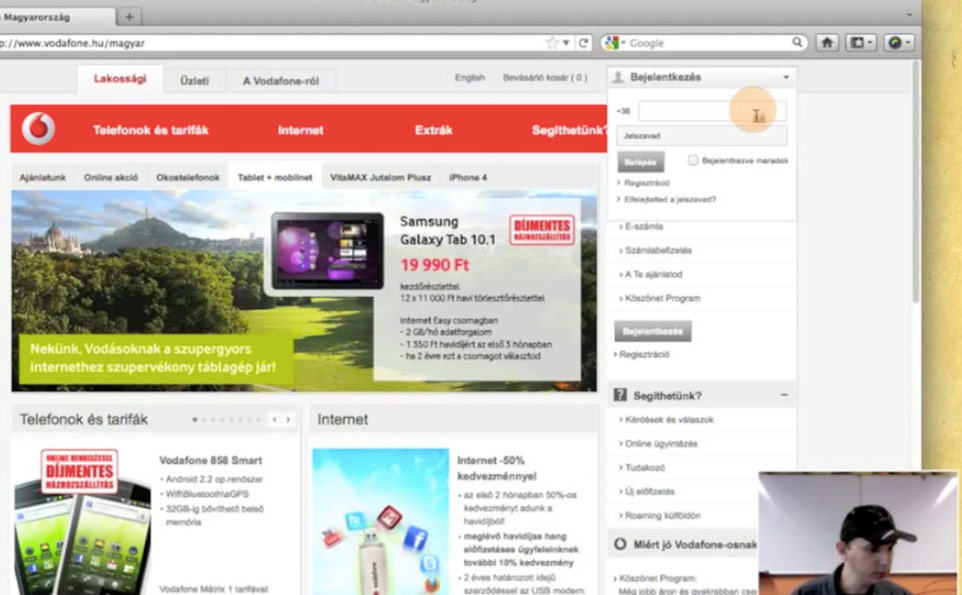 Magyarország
p://www.vodafone.hu/magyar
Google
Lakossági
Üzleti
A Vodafone-ról
English
Bevásárló kosár ( 0 )
Telefonok és tarifák
Internet
Extrák
Segíthetünk?
Ajánlatunk
Online akció
Okostelefonok
Tablet + mobilnet
VitaMAX Jutalom Plusz
iPhone 4
Samsung
Galaxy Tab 10.1
DÍJMENTES
HÁZHOZSZÁLLÍTÁS
19 990 Ft
kezdőrészlettel
12 x 11 000 Ft havi törlesztőrészlettel
Internet Easy csomagban
- 2 GB/hó adatforgalom
- 1 350 Ft havidíjért az első 3 hónapban
- ha 2 évre ezt a csomagot választod
Nekünk, Vodásoknak a szupergyors
internethez szupervékony táblagép jár!
Telefonok és tarifák
ONLINE RENDELÉSSEL
DÍJMENTES
HÁZHOZSZÁLLÍTÁS
Vodafone 858 Smart
• Android 2.2 op.rendszer
• Wifi\Bluetooth\aGPS
• 32GB-ig bővíthető belső
memória
Vodafone Mátrix 1 tarifával:
Internet
Internet -50%
kedvezménnyel
• az első 2 hónapban 50%-os
kedvezményt adunk a
havidíjból!
• meglévő havidíjas hang
előfizetéses ügyfeleinknek
további 10% kedvezmény
• 2 éves határozott idejű
szerződéssel az USB modem:
vodafone
Bejelentkezés
+36
Jelszavad
Belépés
Bejelentkezve maradok
› Regisztráció
› Elfelejtetted a jelszavad?
› E-számla
› Számlabefizetés
› A Te ajánlatod
› Köszönet Program
Bejelentkezés
› Regisztráció
Segíthetünk?
› Kérdések és válaszok
› Online ügyintézés
› Tudakozó
› Új előfizetés
› Roaming külföldön
Miért jó Vodafone-osnak
› Köszönet Program:
Még jobb áron és gyakrabban